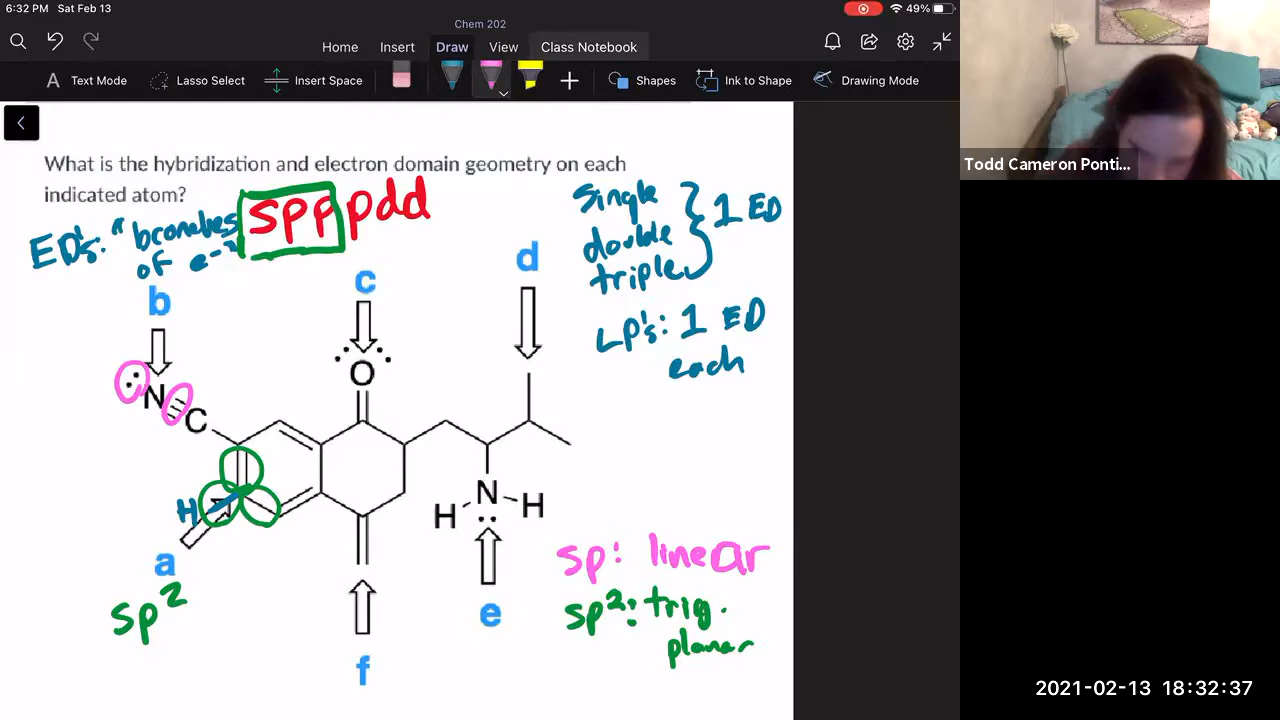 6:32 PM Sat Feb 13
49%
Chem 202
Home Insert Draw View Class Notebook
Text Mode Lasso Select Insert Space Shapes Ink to Shape Drawing Mode
What is the hybridization and electron domain geometry on each
indicated atom?
ED's: "branches
of e-"
spppdd
single
double
triple
1 ED
LP's: 1 ED
each
b
c
d
N
C
O
H
N
H
H
a
sp2
e
f
sp: linear
sp2: trig.
planar
Todd Cameron Ponti...
2021-02-13 18:32:37